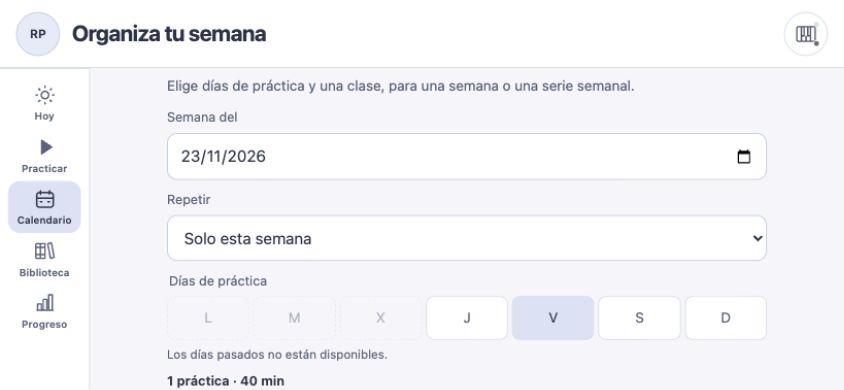 RP
Organiza tu semana
Hoy
Practicar
Calendario
Biblioteca
Progreso
Elige días de práctica y una clase, para una semana o una serie semanal.
Semana del
23/11/2026
Repetir
Solo esta semana
Días de práctica
L M X J V S D
Los días pasados no están disponibles.
1 práctica · 40 min